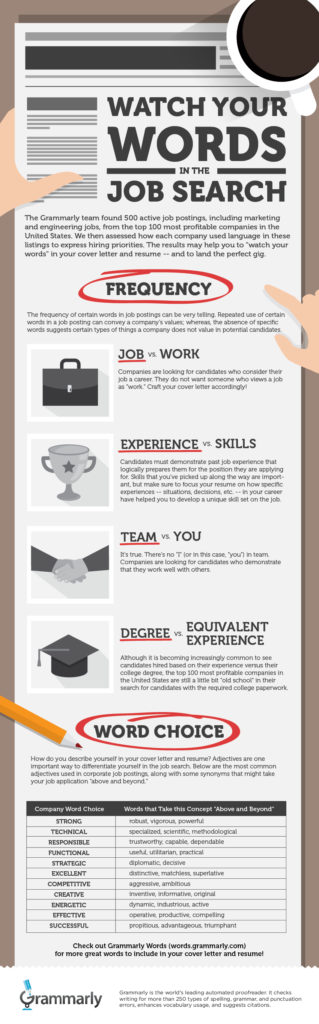 WATCH YOUR
WORDS
IN THE
JOB SEARCH
The Grammarly team found 500 active job postings, including marketing
and engineering jobs, from the top 100 most profitable companies in the
United States. We then assessed how each company used language in these
listings to express hiring priorities. The results may help you to "watch your
words" in your cover letter and resume -- and to land the perfect gig.
FREQUENCY
The frequency of certain words in job postings can be very telling. Repeated use of certain
words in a job posting can convey a company's values; whereas, the absence of specific
words suggests certain types of things a company does not value in potential candidates.
JOB vs. WORK
Companies are looking for candidates who consider their
job a career. They do not want someone who views a job
as "work." Craft your cover letter accordingly!
EXPERIENCE vs. SKILLS
Candidates must demonstrate past job experience that
logically prepares them for the position they are applying
for. Skills that you've picked up along the way are import-
ant, but make sure to focus your resume on how specific
experiences -- situations, decisions, etc. -- in your career
have helped you to develop a unique skill set on the job.
TEAM vs. YOU
It's true. There's no "I" (or in this case, "you") in team.
Companies are looking for candidates who demonstrate
that they work well with others.
DEGREE vs. EQUIVALENT
EXPERIENCE
Although it is becoming increasingly common to see
candidates hired based on their experience versus their
college degree, the top 100 most profitable companies in
the United States are still a little bit "old school" in their
search for candidates with the required college paperwork.
WORD CHOICE
How do you describe yourself in your cover letter and resume? Adjectives are one
important way to differentiate yourself in the job search. Below are the most common
adjectives used in corporate job postings, along with some synonyms that might take
your job application "above and beyond."
Company Word Choice Words that Take this Concept "Above and Beyond"
STRONG robust, vigorous, powerful
TECHNICAL specialized, scientific, methodological
RESPONSIBLE trustworthy, capable, dependable
FUNCTIONAL useful, utilitarian, practical
STRATEGIC diplomatic, decisive
EXCELLENT distinctive, matchless, superlative
COMPETITIVE aggressive, ambitious
CREATIVE inventive, informative, original
ENERGETIC dynamic, industrious, active
EFFECTIVE operative, productive, compelling
SUCCESSFUL propitious, advantageous, triumphant
Check out Grammarly Words (words.grammarly.com)
for more great words to include in your cover letter and resume!
Grammarly
Grammarly is the world's leading automated proofreader. It checks
writing for more than 250 types of spelling, grammar, and punctuation
errors, enhances vocabulary usage, and suggests citations.